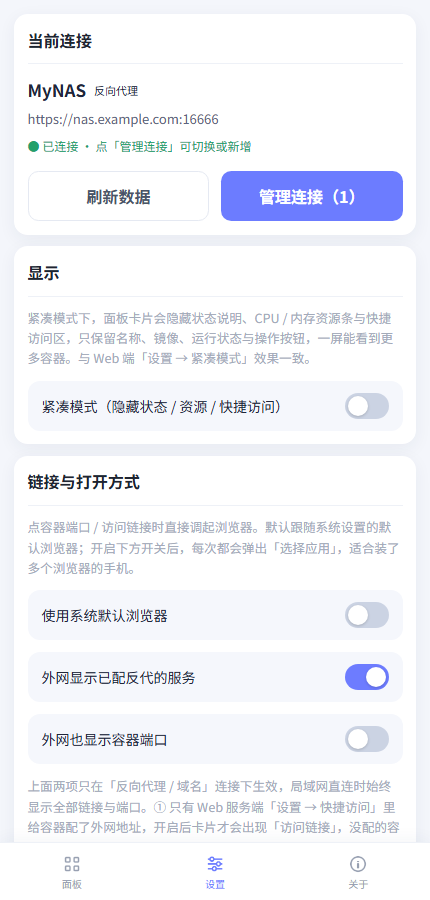 当前连接
MyNAS 反向代理
https://nas.example.com:16666
已连接 · 点「管理连接」可切换或新增
刷新数据
管理连接（1）
显示
紧凑模式下，面板卡片会隐藏状态说明、CPU / 内存资源条与快捷
访问区，只保留名称、镜像、运行状态与操作按钮，一屏能看到更
多容器。与 Web 端「设置 → 紧凑模式」效果一致。
紧凑模式（隐藏状态 / 资源 / 快捷访问）
链接与打开方式
点容器端口 / 访问链接时直接调起浏览器。默认跟随系统设置的默
认浏览器；开启下方开关后，每次都会弹出「选择应用」，适合装了
多个浏览器的手机。
使用系统默认浏览器
外网显示已配反代的服务
外网也显示容器端口
上面两项只在「反向代理 / 域名」连接下生效，局域网直连时始终
显示全部链接与端口。① 只有 Web 服务端「设置 → 快捷访问」里
给容器配了外网地址，开启后卡片才会出现「访问链接」，没配的容
面板
设置
关于